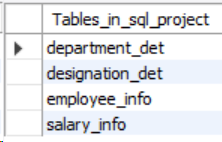 Tables_in_sql_project
department_det
designation_det
employee_info
salary_info